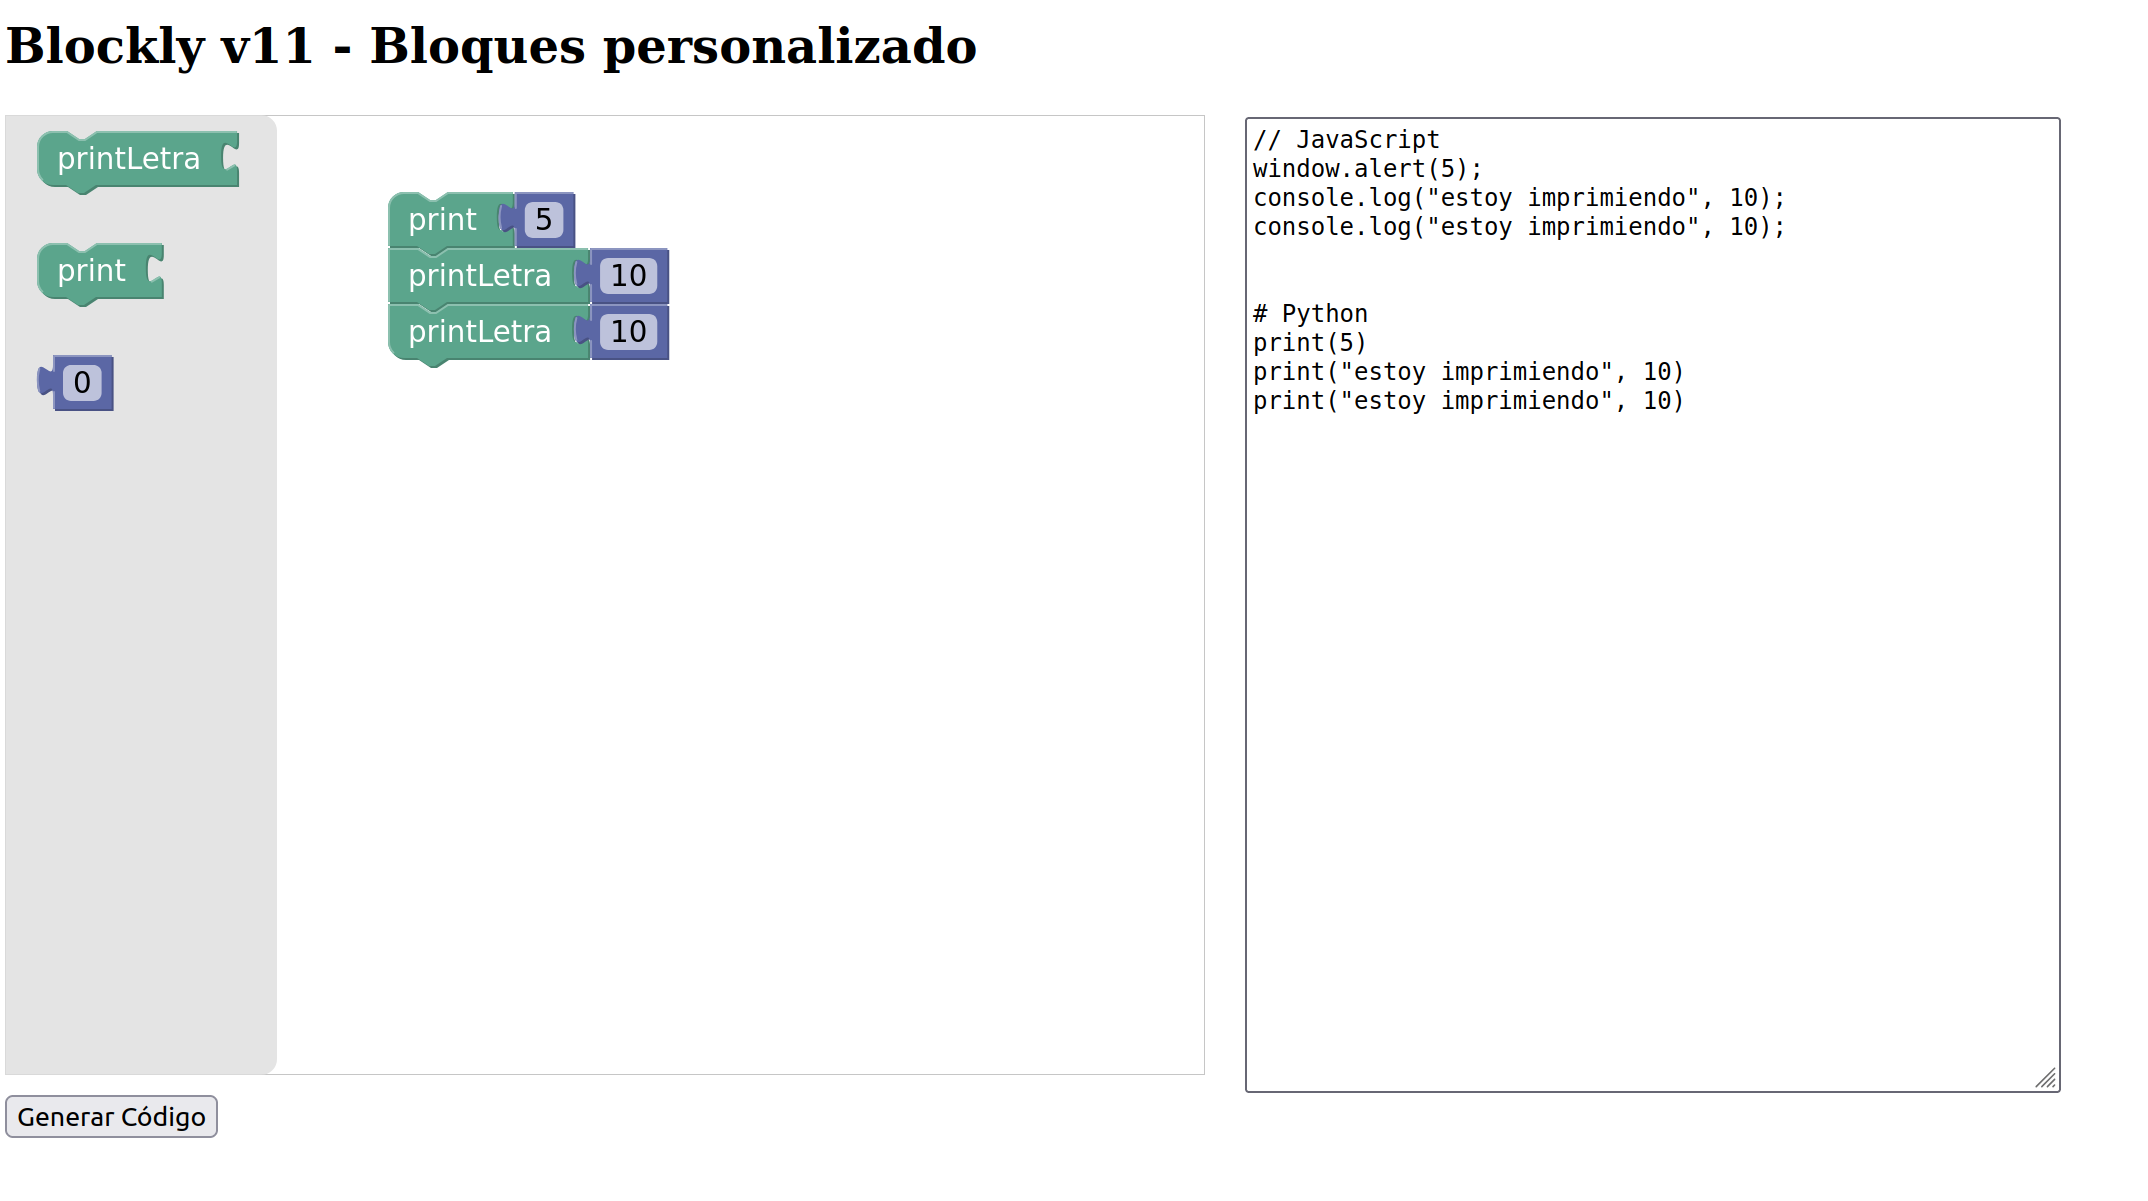 Blockly v11 - Bloques personalizado
printLetra
print
0
print 5
printLetra 10
printLetra 10
// JavaScript
window.alert(5);
console.log("estoy imprimiendo", 10);
console.log("estoy imprimiendo", 10);
# Python
print(5)
print("estoy imprimiendo", 10)
print("estoy imprimiendo", 10)
Generar Código